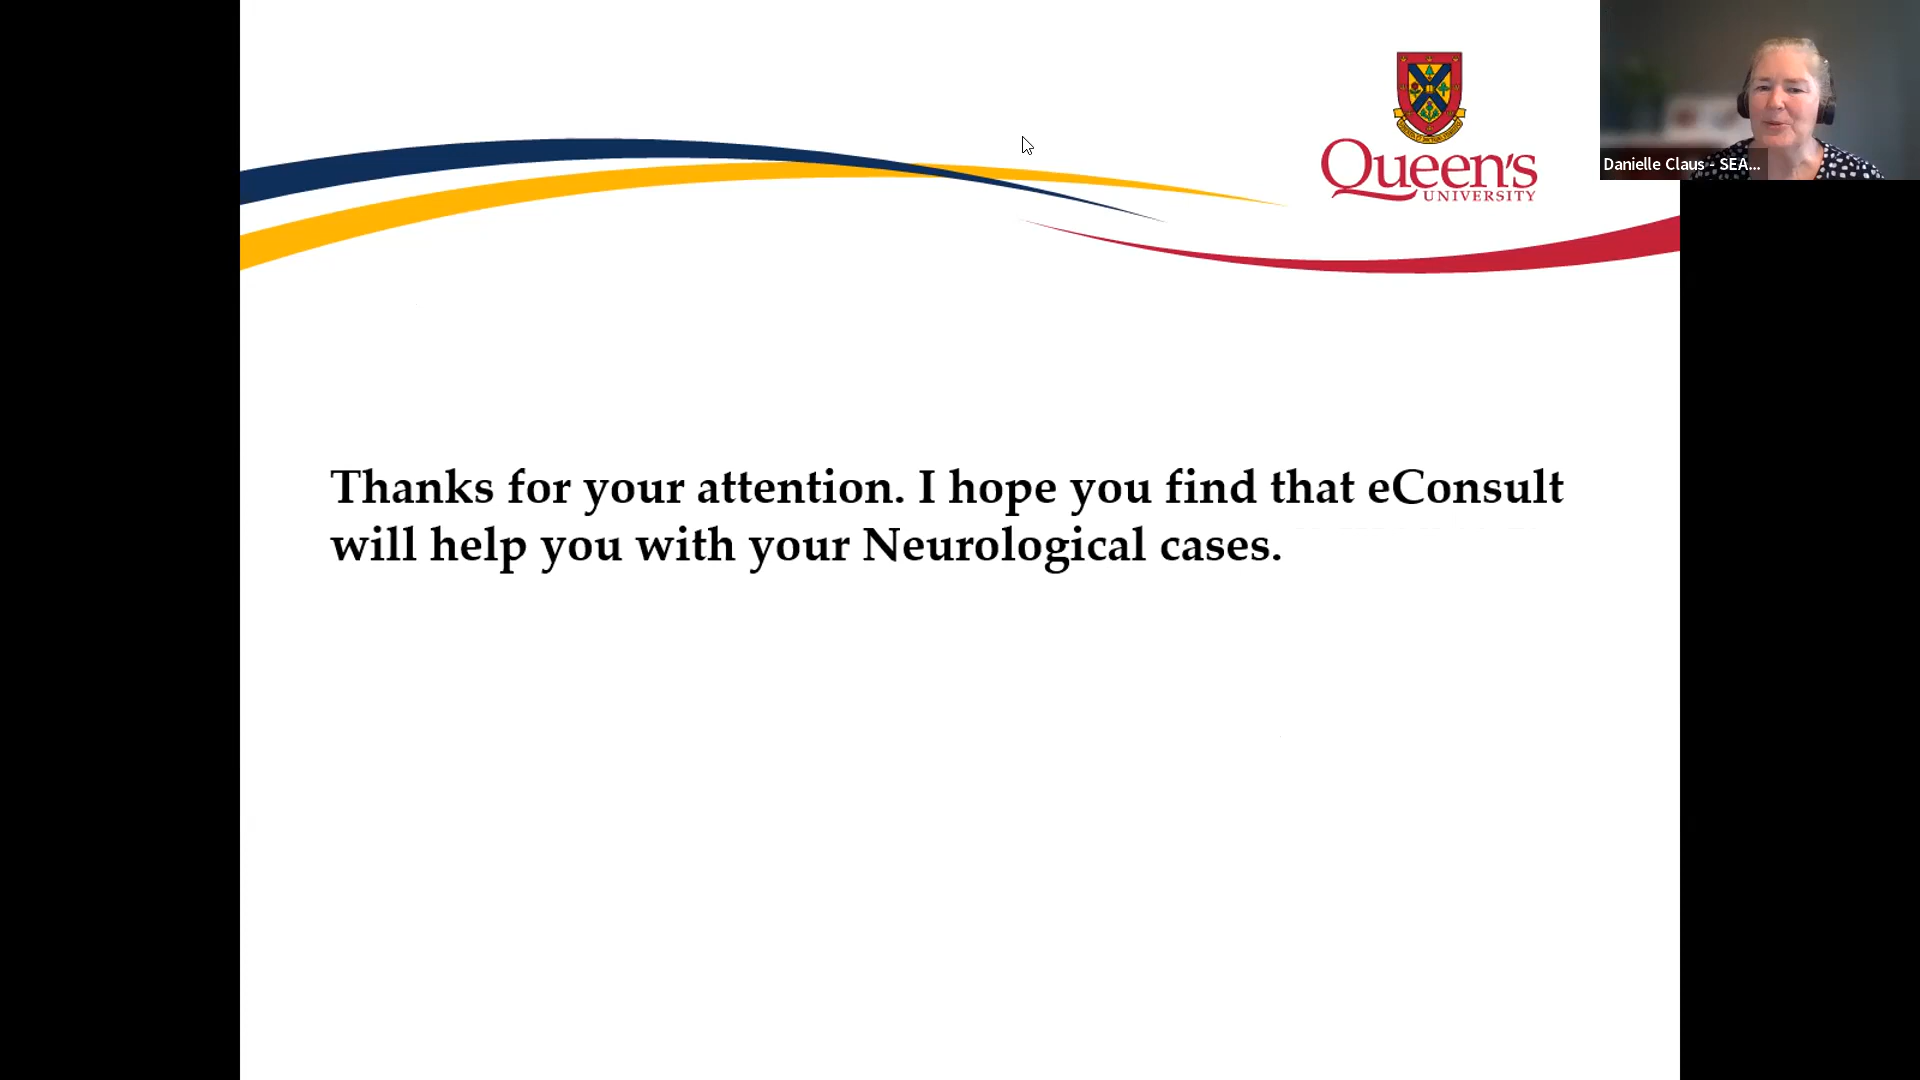 Queen's
UNIVERSITY
Danielle Claus - SEA...
Thanks for your attention. I hope you find that eConsult
will help you with your Neurological cases.